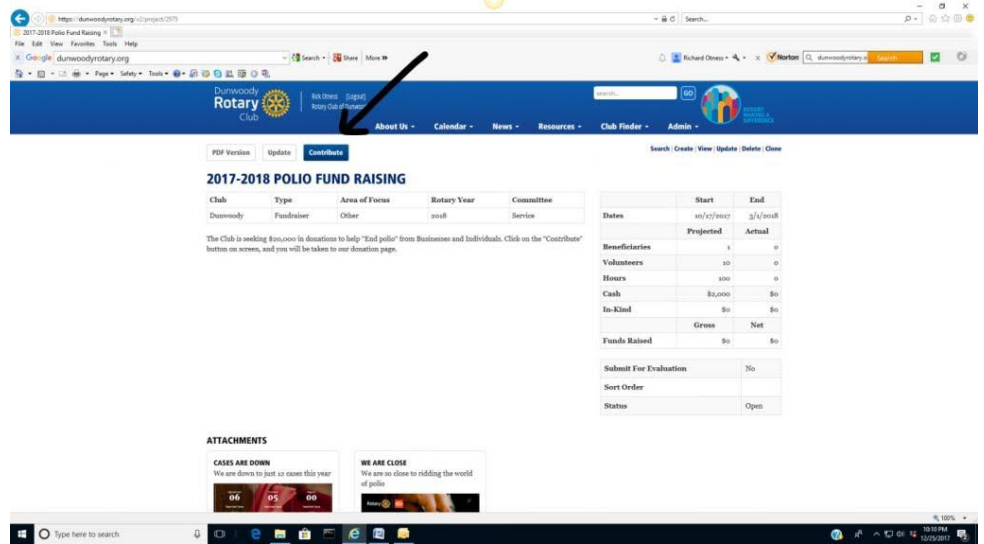 https://dunwoodyrotary.org/v2/project/2979
Search...
2017-2018 Polio Fund Raising
File Edit View Favorites Tools Help
Google dunwoodyrotary.org
Search
Share
More
Richard Otness
Norton
dunwoodyrotary.o
Search
Page Safety Tools
Dunwoody
Rotary
Club
Rick Otness [Logout]
Rotary Club of Dunwoody
search...
GO
ROTARY
MAKING A
DIFFERENCE
About Us Calendar News Resources Club Finder Admin
PDF Version Update Contribute
Search | Create | View | Update | Delete | Clone
2017-2018 POLIO FUND RAISING
Club Type Area of Focus Rotary Year Committee
Dunwoody Fundraiser Other 2018 Service
The Club is seeking $20,000 in donations to help "End polio" from Businesses and Individuals. Click on the "Contribute"
button on screen, and you will be taken to our donation page.
Start End
Dates 10/17/2017 3/1/2018
Projected Actual
Beneficiaries 1 0
Volunteers 10 0
Hours 100 0
Cash $2,000 $0
In-Kind $0 $0
Gross Net
Funds Raised $0 $0
Submit For Evaluation No
Sort Order
Status Open
ATTACHMENTS
CASES ARE DOWN
We are down to just 12 cases this year
06 05 00
WE ARE CLOSE
We are so close to ridding the world
of polio
Rotary
100%
Type here to search
10:10 PM
12/25/2017